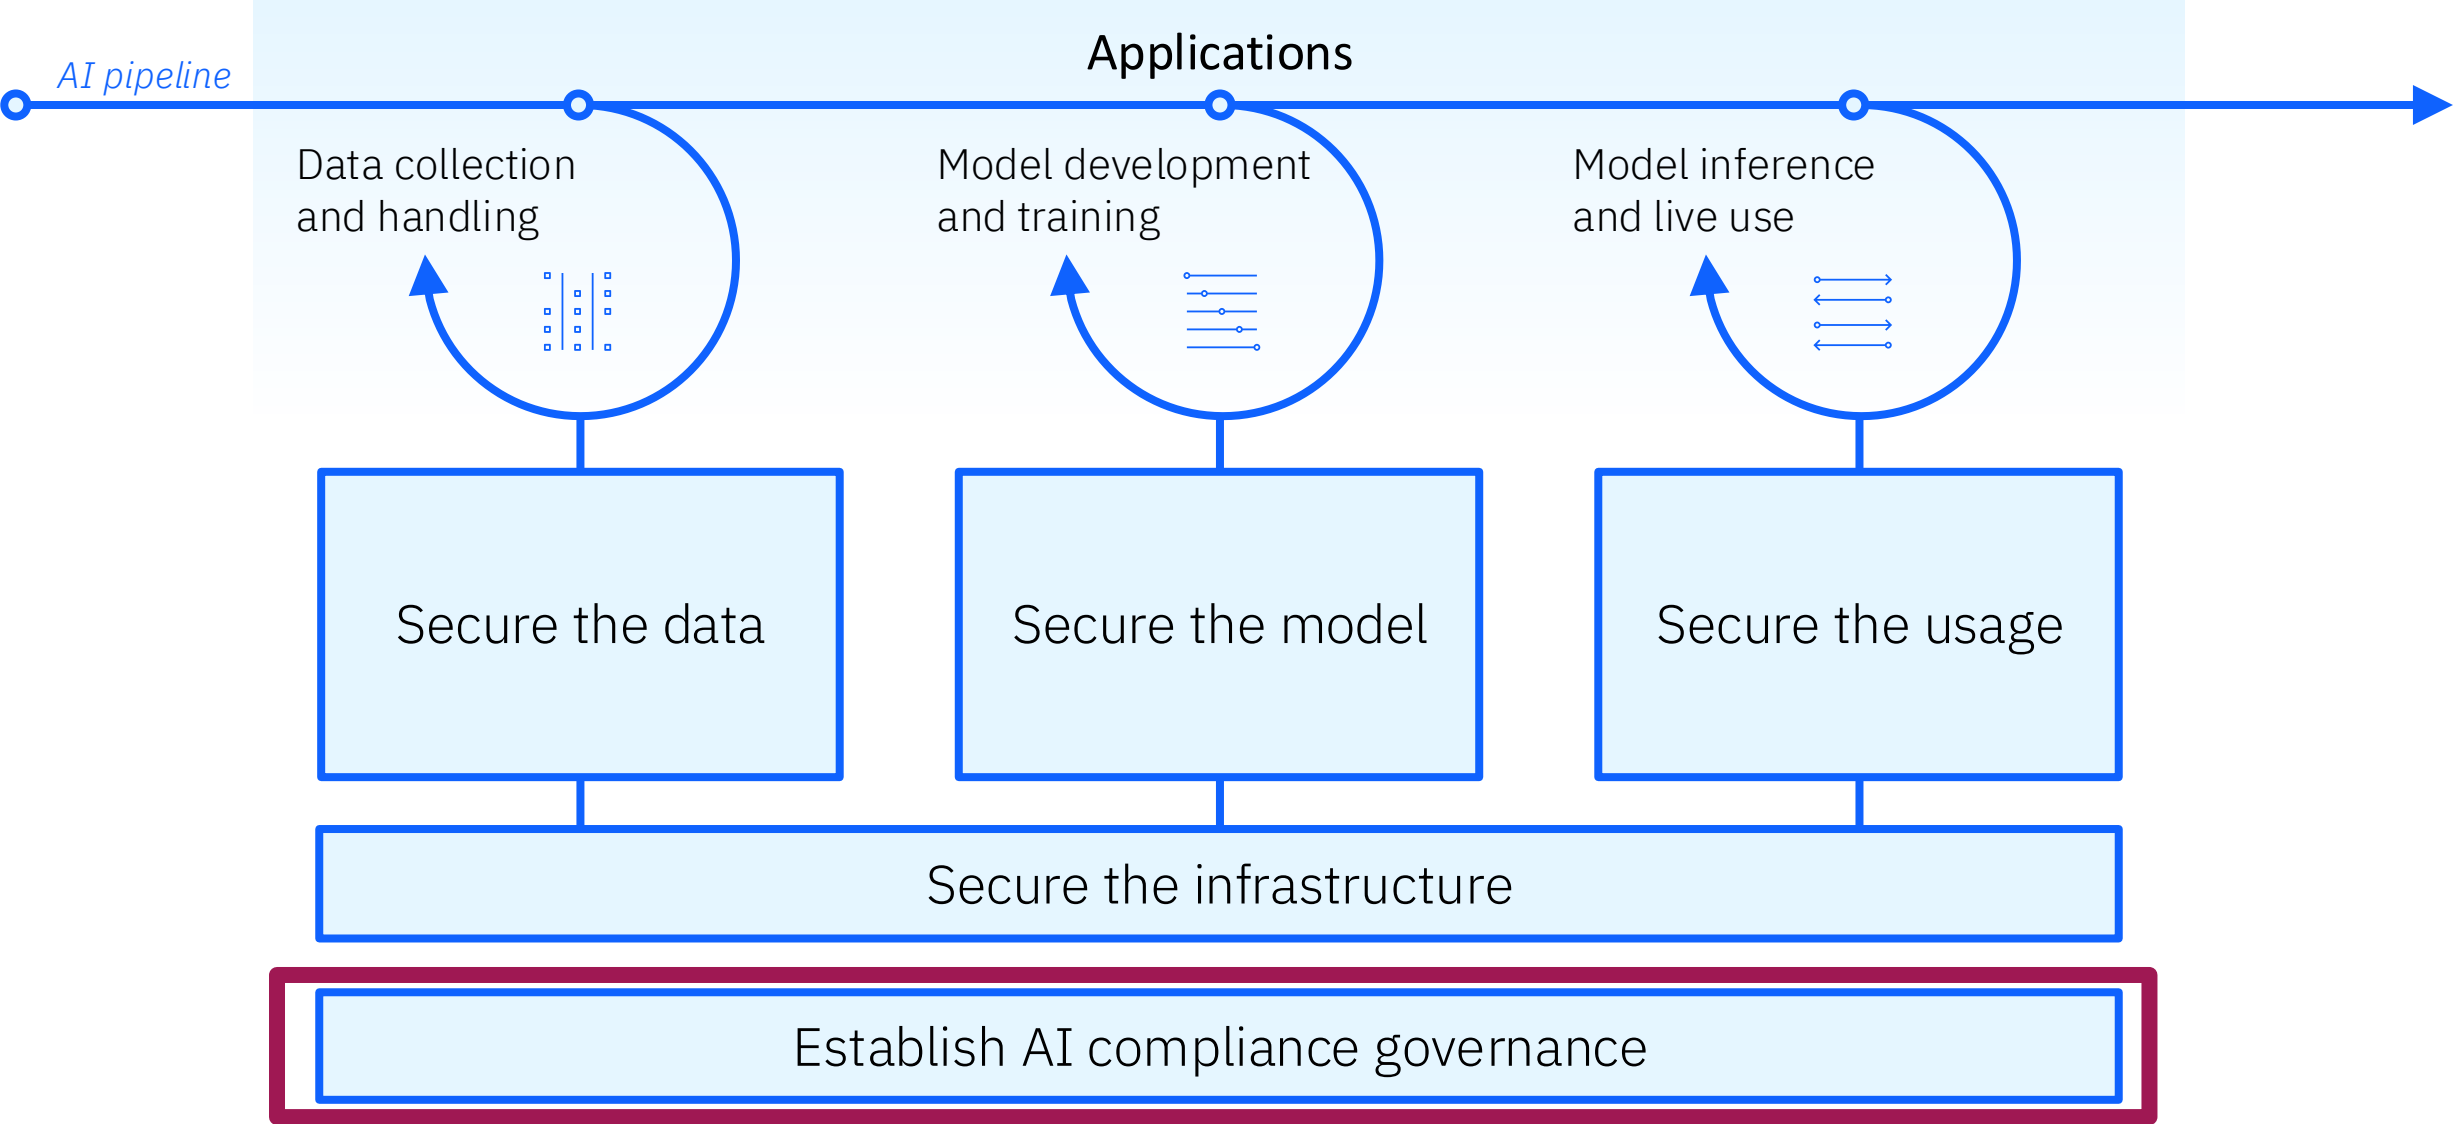 Applications
AI pipeline
Data collection
and handling
Model development
and training
Model inference
and live use
Secure the data
Secure the model
Secure the usage
Secure the infrastructure
Establish AI compliance governance